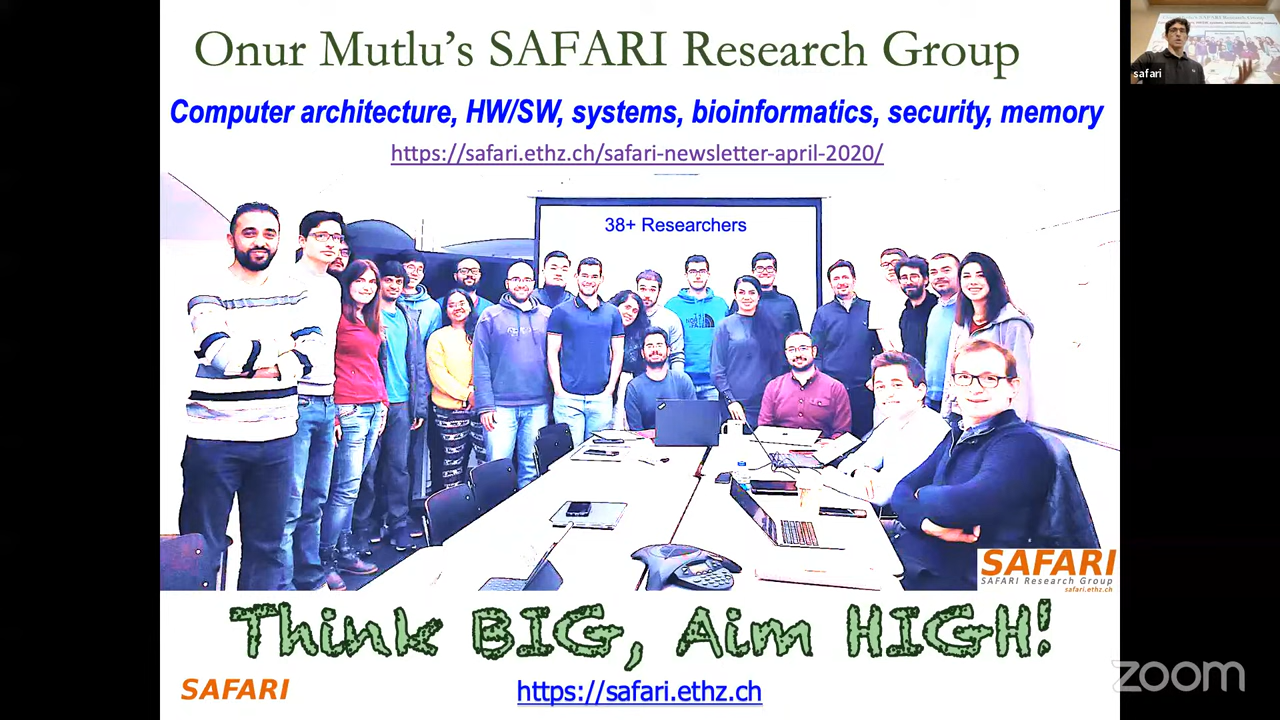 Onur Mutlu's SAFARI Research Group
Computer architecture, HW/SW, systems, bioinformatics, security, memory
https://safari.ethz.ch/safari-newsletter-april-2020/
38+ Researchers
SAFARI
SAFARI Research Group
safari.ethz.ch
Think BIG, Aim HIGH!
SAFARI
https://safari.ethz.ch
safari
zoom